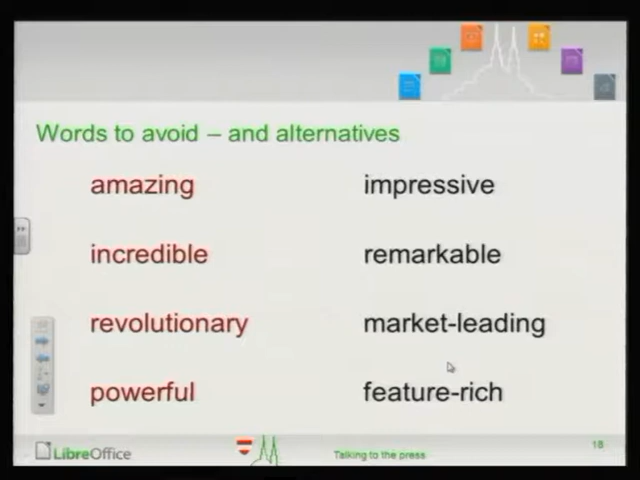 Words to avoid – and alternatives
amazing impressive
incredible remarkable
revolutionary market-leading
powerful feature-rich
LibreOffice Talking to the press 18